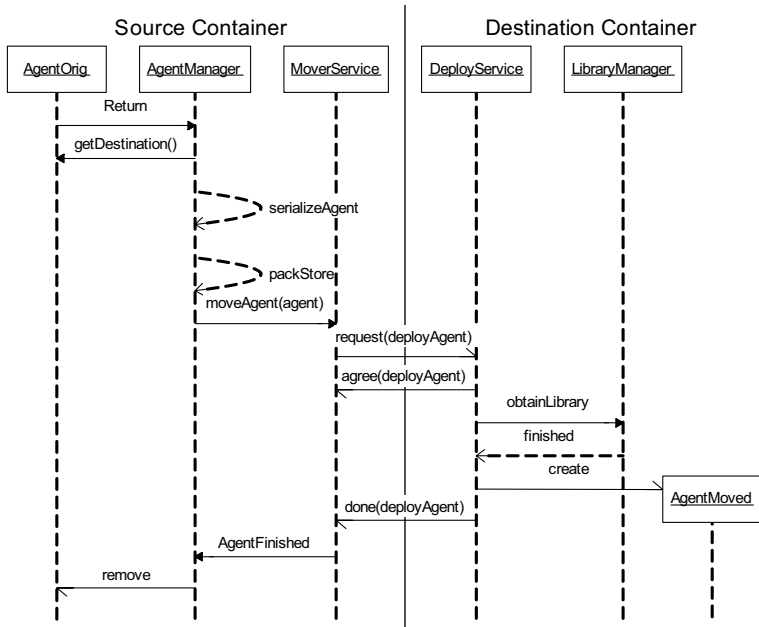 Source Container
Destination Container
AgentOrig
AgentManager
MoverService
DeployService
LibraryManager
Return
getDestination()
serializeAgent
packStore
moveAgent(agent)
request(deployAgent)
agree(deployAgent)
obtainLibrary
finished
create
AgentMoved
done(deployAgent)
AgentFinished
remove